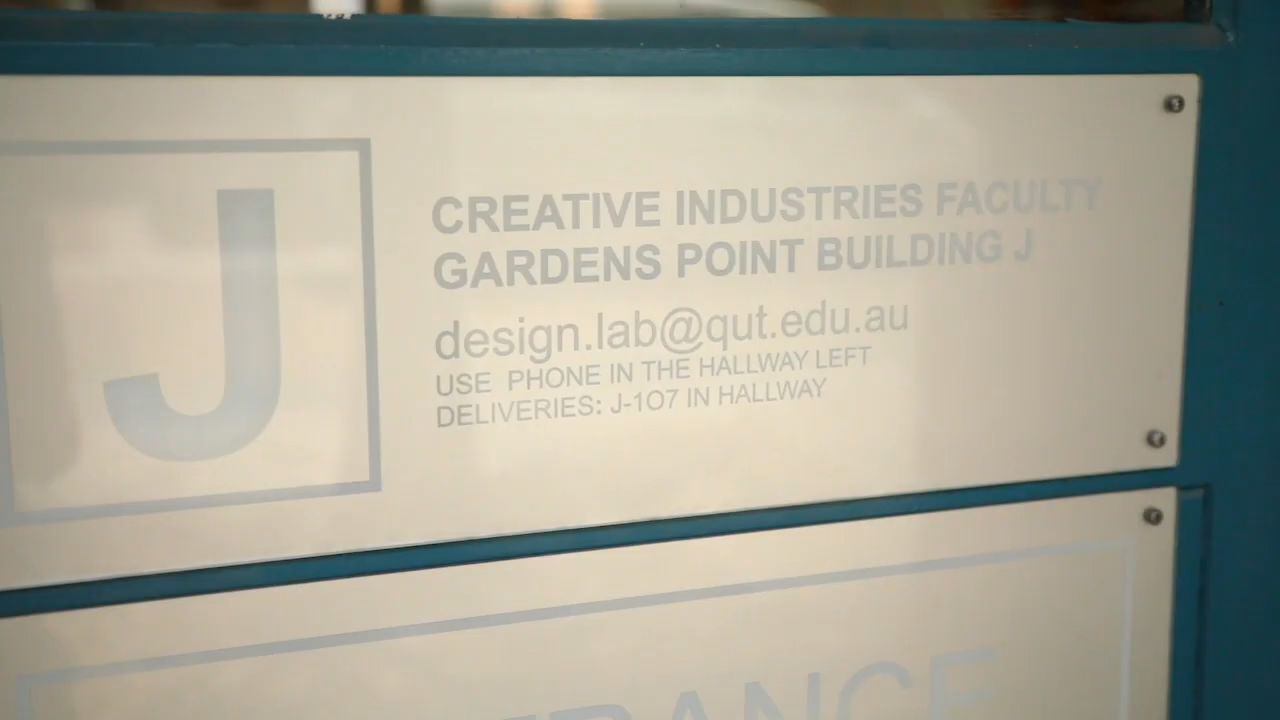 J
CREATIVE INDUSTRIES FACULTY
GARDENS POINT BUILDING J
design.lab@qut.edu.au
USE PHONE IN THE HALLWAY LEFT
DELIVERIES: J-107 IN HALLWAY